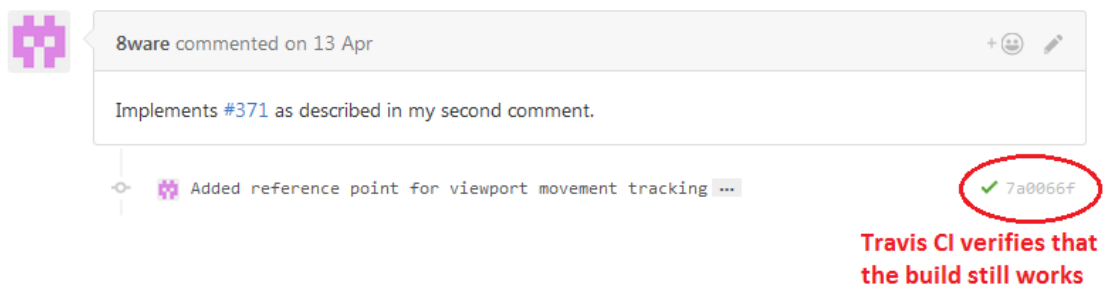 8ware commented on 13 Apr
Implements #371 as described in my second comment.
Added reference point for viewport movement tracking ...
7a0066f
Travis CI verifies that
the build still works